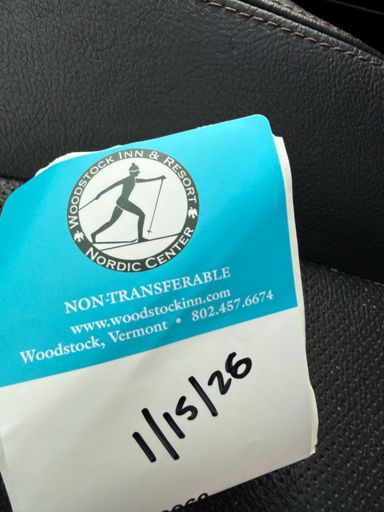 WOODSTOCK INN & RESORT
NORDIC CENTER
NON-TRANSFERABLE
www.woodstockinn.com
Woodstock, Vermont • 802.457.6674
1/15/26